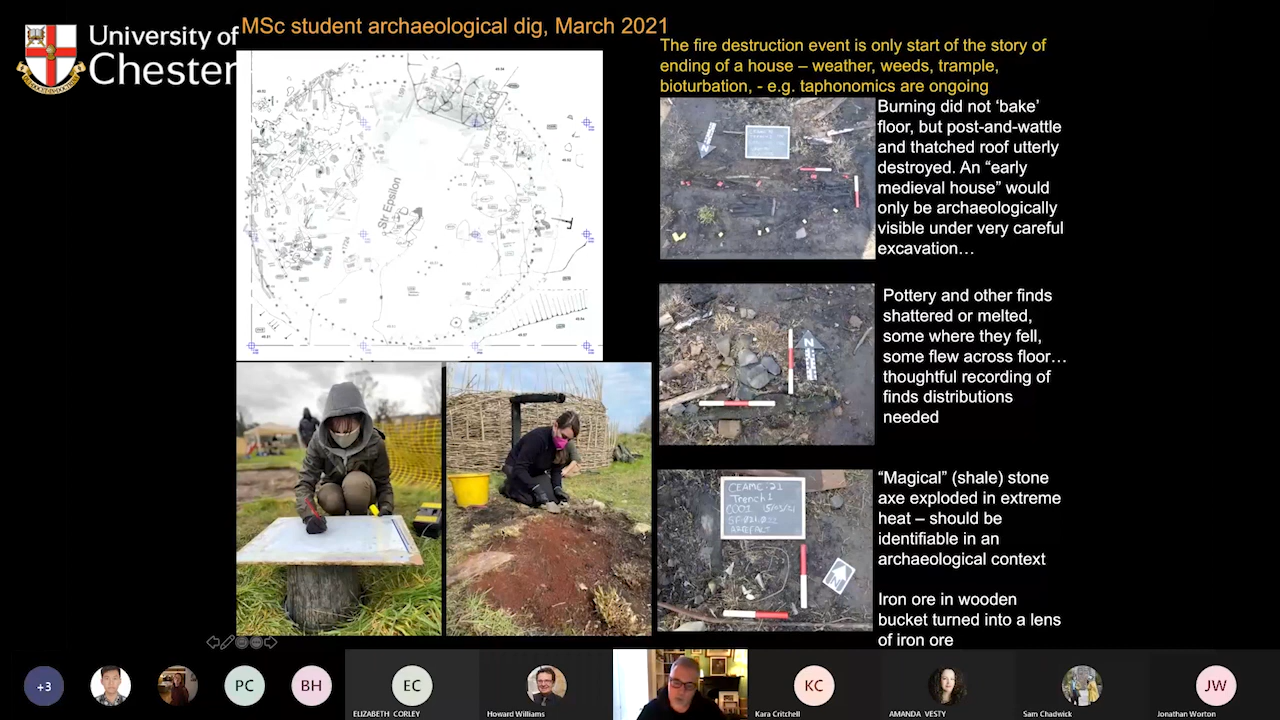 MSc student archaeological dig, March 2021
University of
Chester
The fire destruction event is only start of the story of
ending of a house – weather, weeds, trample,
bioturbation, - e.g. taphonomics are ongoing
Burning did not ‘bake’
floor, but post-and-wattle
and thatched roof utterly
destroyed. An “early
medieval house” would
only be archaeologically
visible under very careful
excavation…
Str Epsilon
Pottery and other finds
shattered or melted,
some where they fell,
some flew across floor…
thoughtful recording of
finds distributions
needed
“Magical” (shale) stone
axe exploded in extreme
heat – should be
identifiable in an
archaeological context
CEAMC-21
Trench 1
ARTEFACT
N
Iron ore in wooden
bucket turned into a lens
of iron ore
+3
PC
BH
EC
ELIZABETH CORLEY
Howard Williams
KC
Kara Critchell
AMANDA VESTY
Sam Chadwick
JW
Jonathan Worton